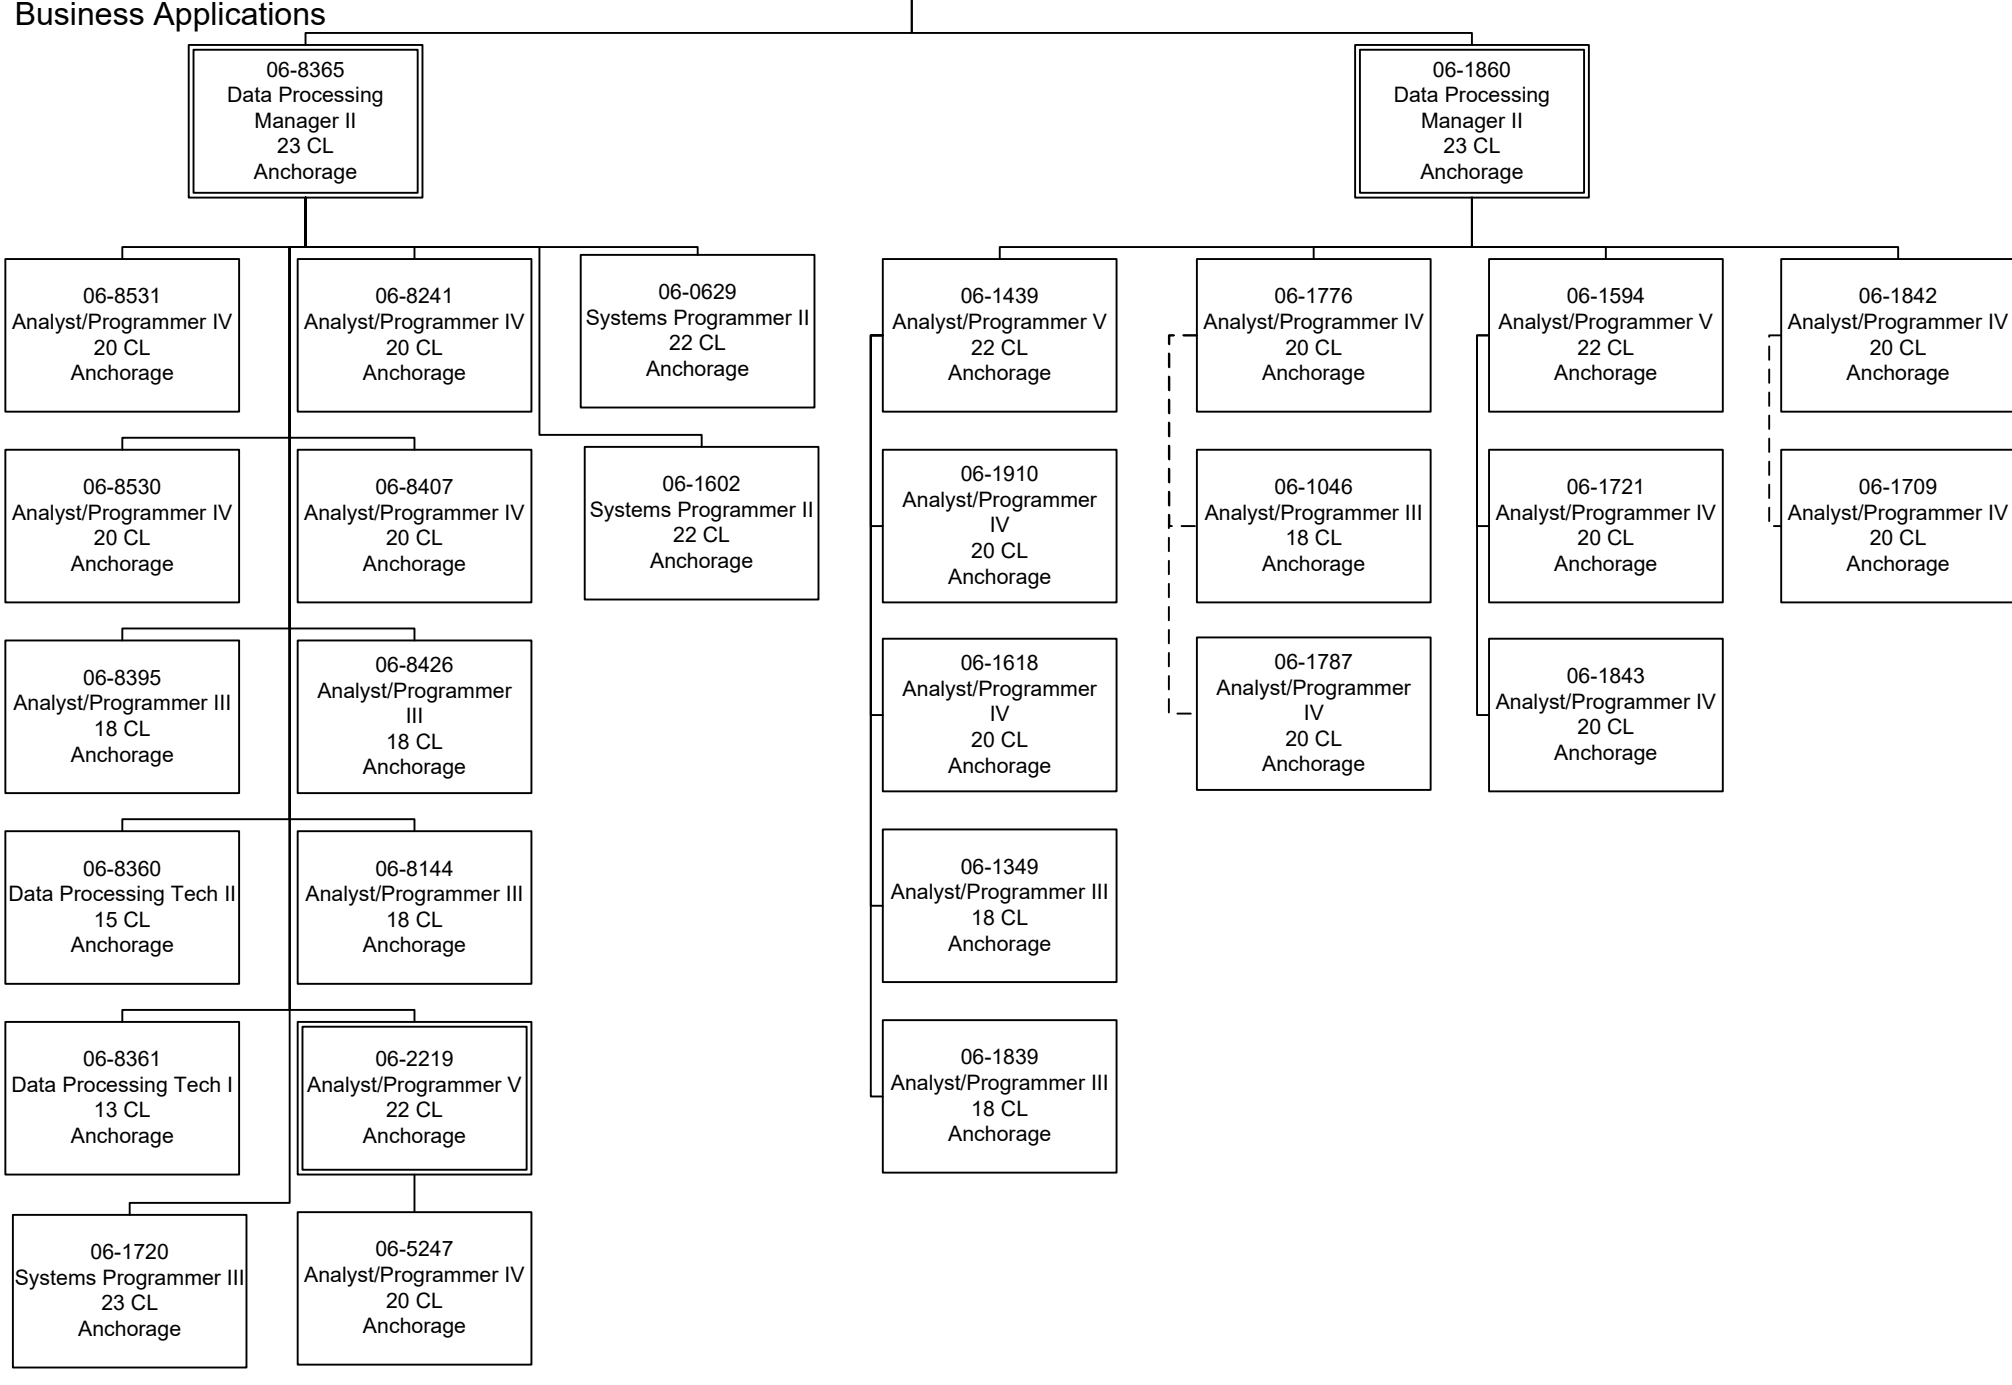 Business Applications
06-8365
Data Processing
Manager II
23 CL
Anchorage
06-1860
Data Processing
Manager II
23 CL
Anchorage
06-8531
Analyst/Programmer IV
20 CL
Anchorage
06-8241
Analyst/Programmer IV
20 CL
Anchorage
06-0629
Systems Programmer II
22 CL
Anchorage
06-1439
Analyst/Programmer V
22 CL
Anchorage
06-1776
Analyst/Programmer IV
20 CL
Anchorage
06-1594
Analyst/Programmer V
22 CL
Anchorage
06-1842
Analyst/Programmer IV
20 CL
Anchorage
06-8530
Analyst/Programmer IV
20 CL
Anchorage
06-8407
Analyst/Programmer IV
20 CL
Anchorage
06-1602
Systems Programmer II
22 CL
Anchorage
06-1910
Analyst/Programmer
IV
20 CL
Anchorage
06-1046
Analyst/Programmer III
18 CL
Anchorage
06-1721
Analyst/Programmer IV
20 CL
Anchorage
06-1709
Analyst/Programmer IV
20 CL
Anchorage
06-8395
Analyst/Programmer III
18 CL
Anchorage
06-8426
Analyst/Programmer
III
18 CL
Anchorage
06-1618
Analyst/Programmer
IV
20 CL
Anchorage
06-1787
Analyst/Programmer
IV
20 CL
Anchorage
06-1843
Analyst/Programmer IV
20 CL
Anchorage
06-8360
Data Processing Tech II
15 CL
Anchorage
06-8144
Analyst/Programmer III
18 CL
Anchorage
06-1349
Analyst/Programmer III
18 CL
Anchorage
06-8361
Data Processing Tech I
13 CL
Anchorage
06-2219
Analyst/Programmer V
22 CL
Anchorage
06-1839
Analyst/Programmer III
18 CL
Anchorage
06-1720
Systems Programmer III
23 CL
Anchorage
06-5247
Analyst/Programmer IV
20 CL
Anchorage